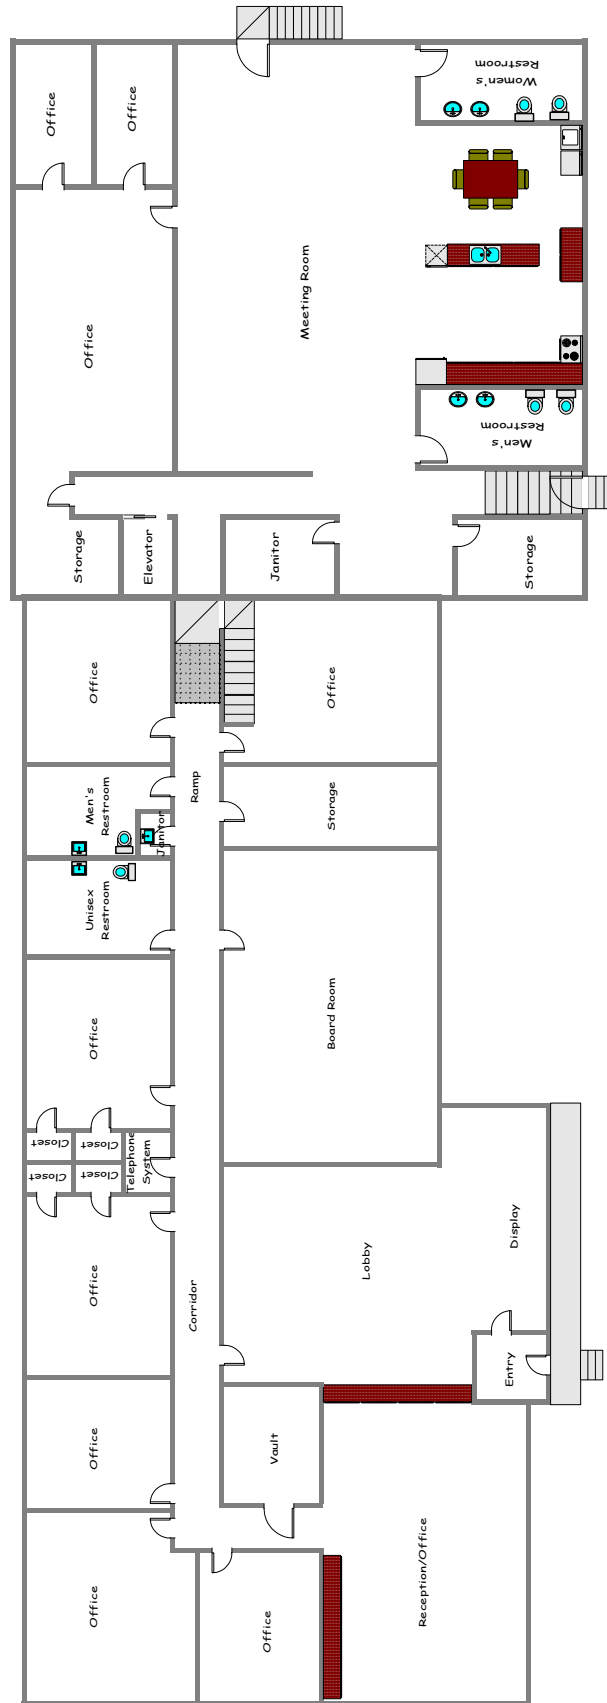 Women's
Restroom
Office
Office
Meeting Room
Office
Men's
Restroom
Storage
Elevator
Janitor
Storage
Office
Office
Ramp
Men's
Restroom
Janitor
Storage
Unisex
Restroom
Board Room
Office
Closet
Closet
Telephone
System
Closet
Closet
Display
Lobby
Office
Corridor
Entry
Office
Vault
Reception/Office
Office
Office